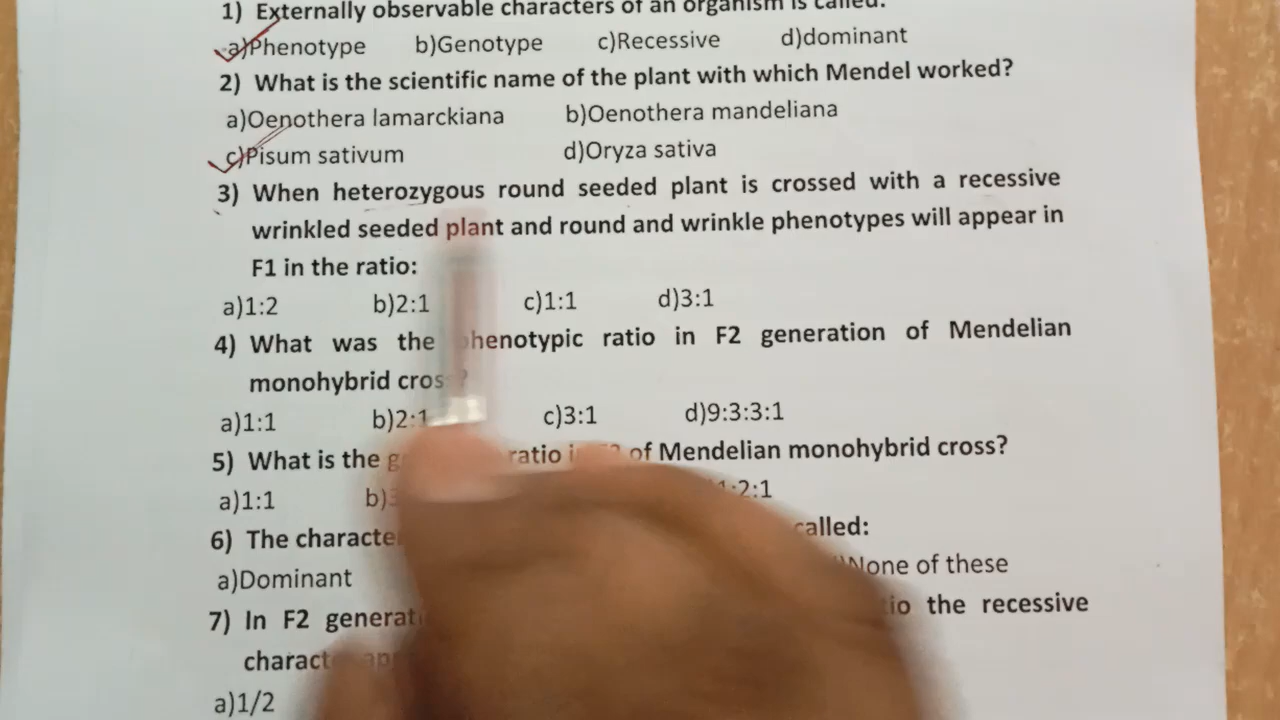 1) Externally observable characters of an organism is called:
a)Phenotype b)Genotype c)Recessive d)dominant
2) What is the scientific name of the plant with which Mendel worked?
a)Oenothera lamarckiana b)Oenothera mandeliana
c)Pisum sativum d)Oryza sativa
3) When heterozygous round seeded plant is crossed with a recessive
wrinkled seeded plant and round and wrinkle phenotypes will appear in
F1 in the ratio:
a)1:2 b)2:1 c)1:1 d)3:1
4) What was the phenotypic ratio in F2 generation of Mendelian
monohybrid cross?
a)1:1 b)2:1 c)3:1 d)9:3:3:1
5) What is the ratio of Mendelian monohybrid cross?
a)1:1 b) :2:1
6) The called:
a)Dominant None of these
7) In F2 the recessive
a)1/2